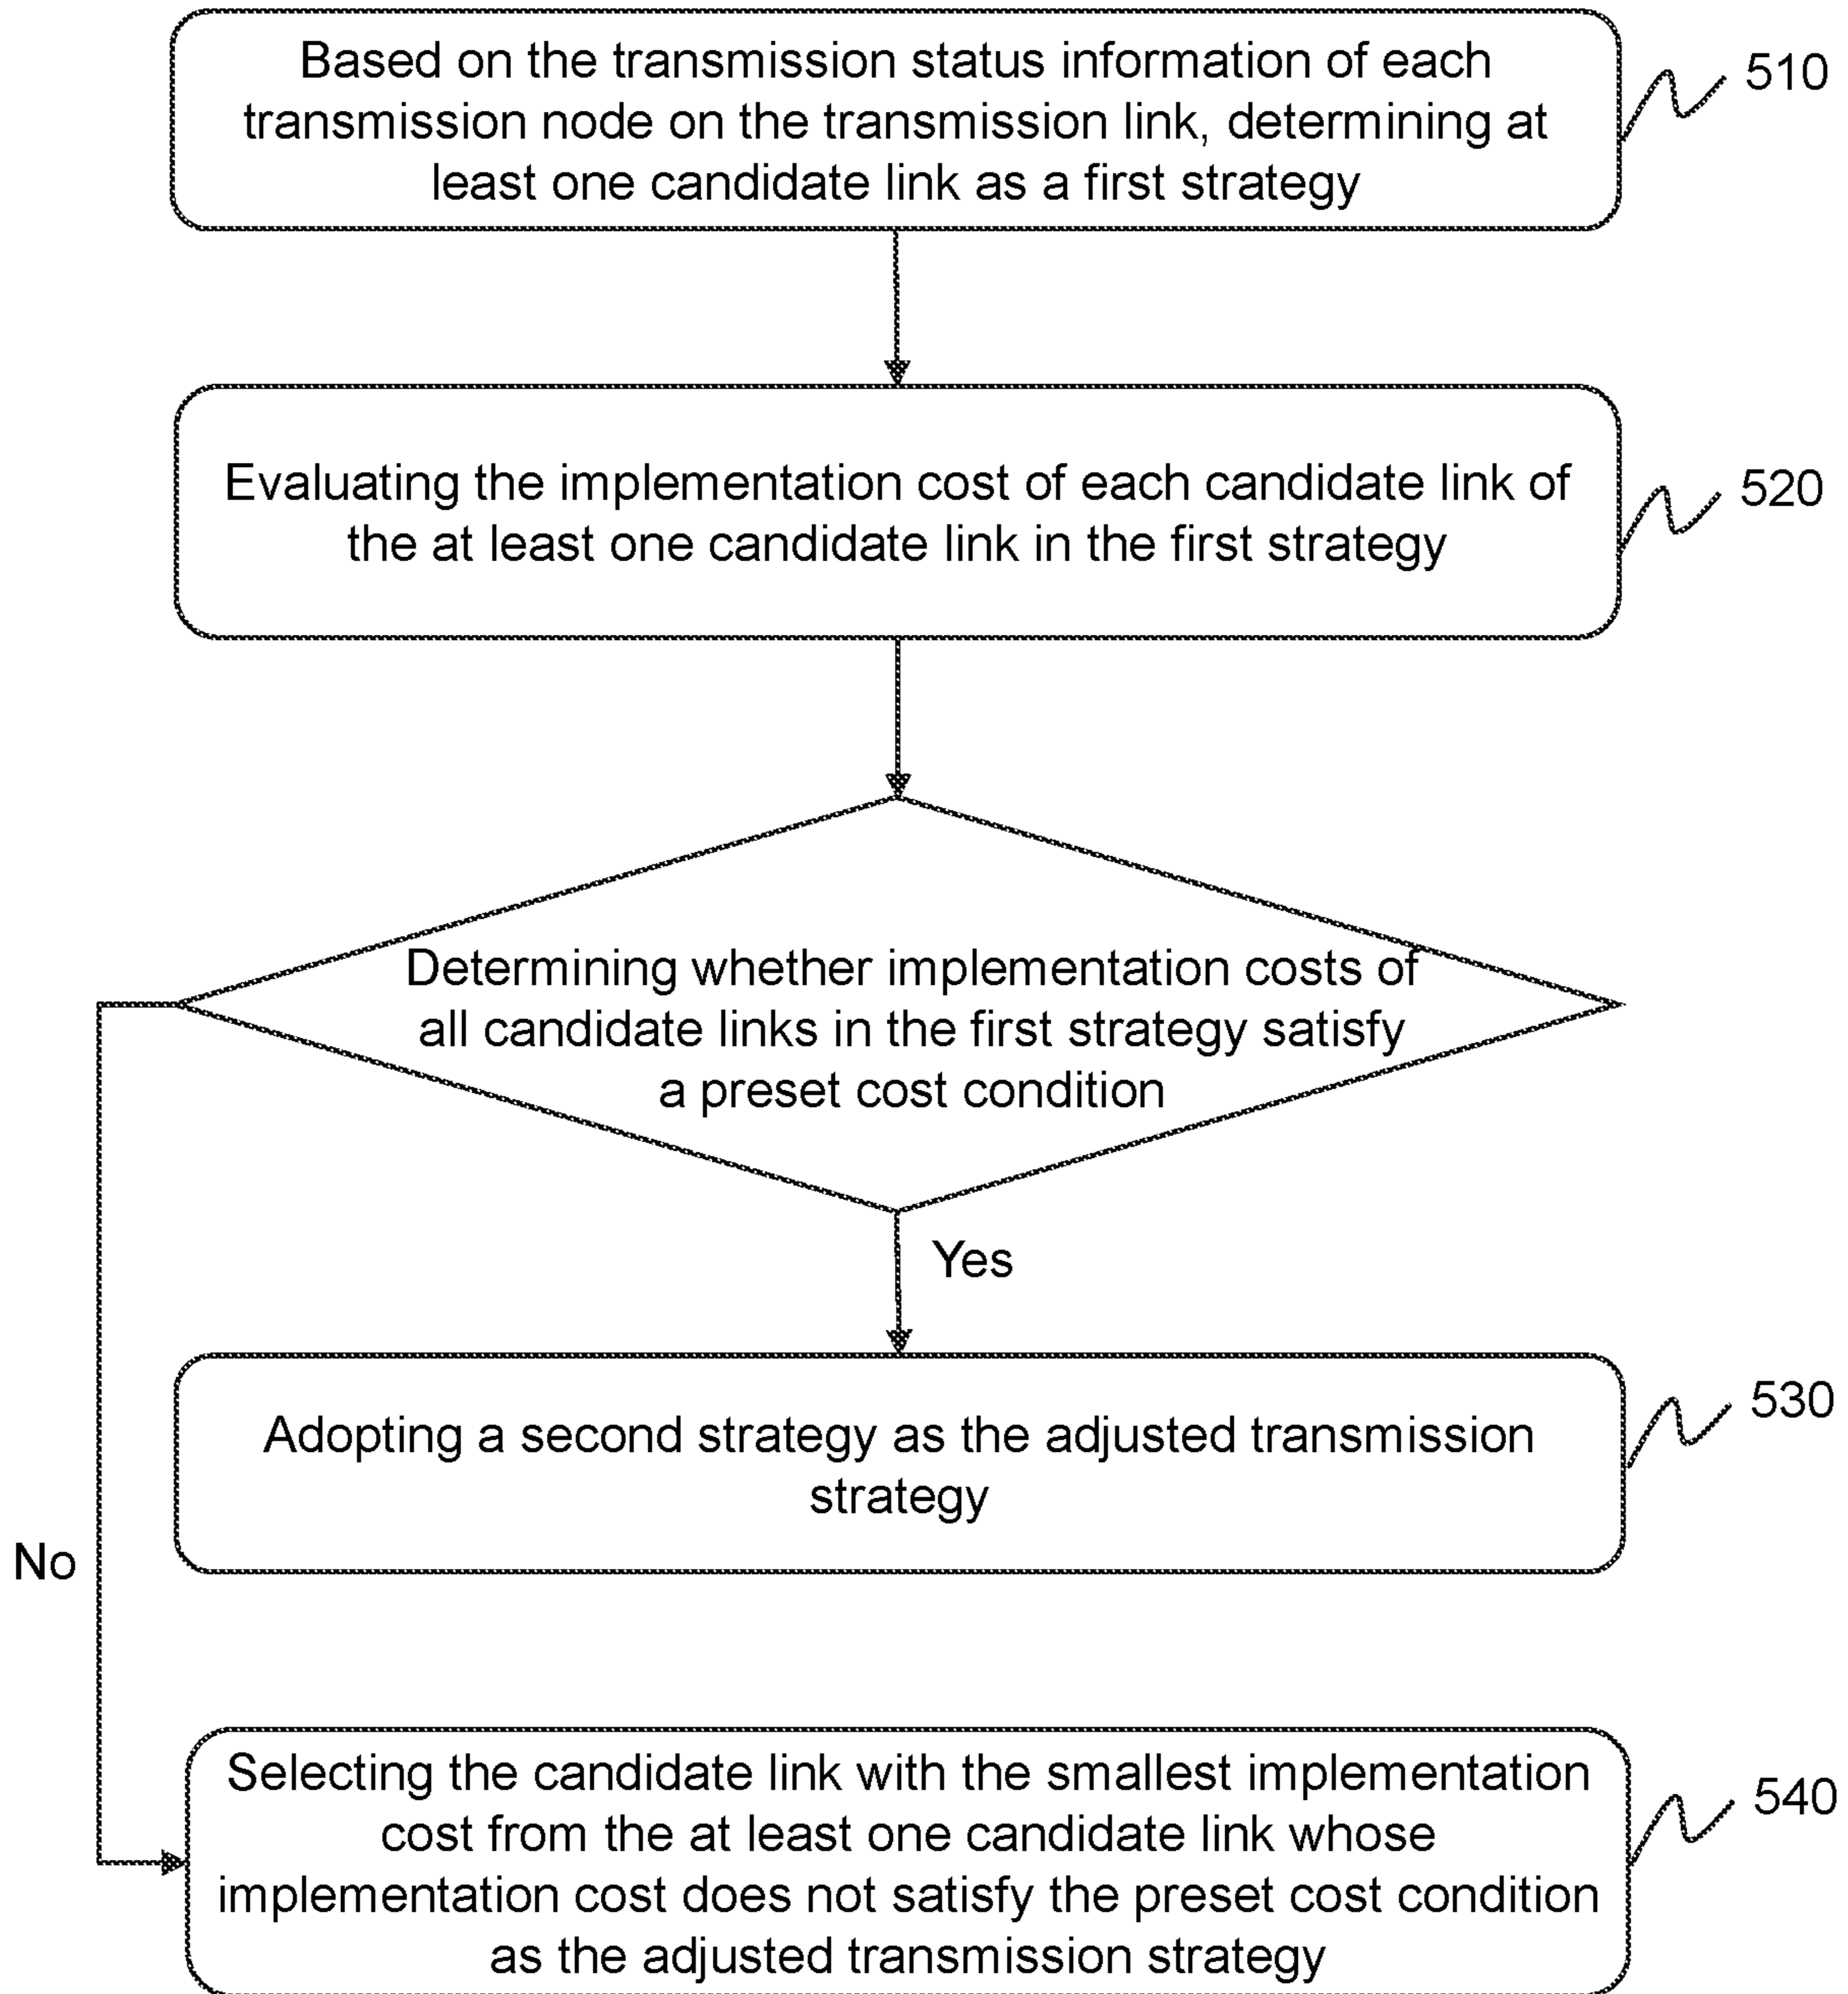 Based on the transmission status information of each
transmission node on the transmission link, determining at
least one candidate link as a first strategy
510
Evaluating the implementation cost of each candidate link of
the at least one candidate link in the first strategy
520
Determining whether implementation costs of
all candidate links in the first strategy satisfy
a preset cost condition
Yes
Adopting a second strategy as the adjusted transmission
strategy
530
No
Selecting the candidate link with the smallest implementation
cost from the at least one candidate link whose
implementation cost does not satisfy the preset cost condition
as the adjusted transmission strategy
540